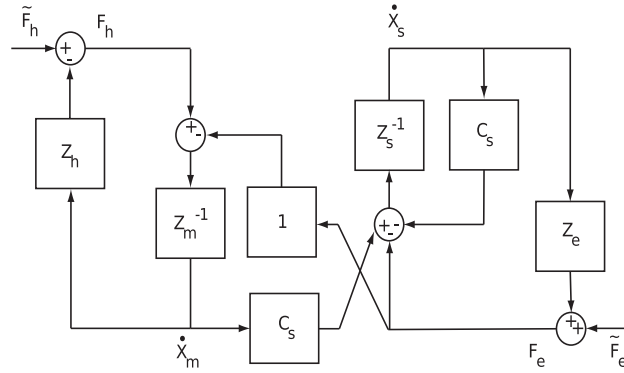 F̃h
Fh
Ẋs
+
-
+
-
Zh
Zm-1
1
Zs-1
Cs
+
-
-
Ze
Cs
+
+
Ẋm
Fe
F̃e